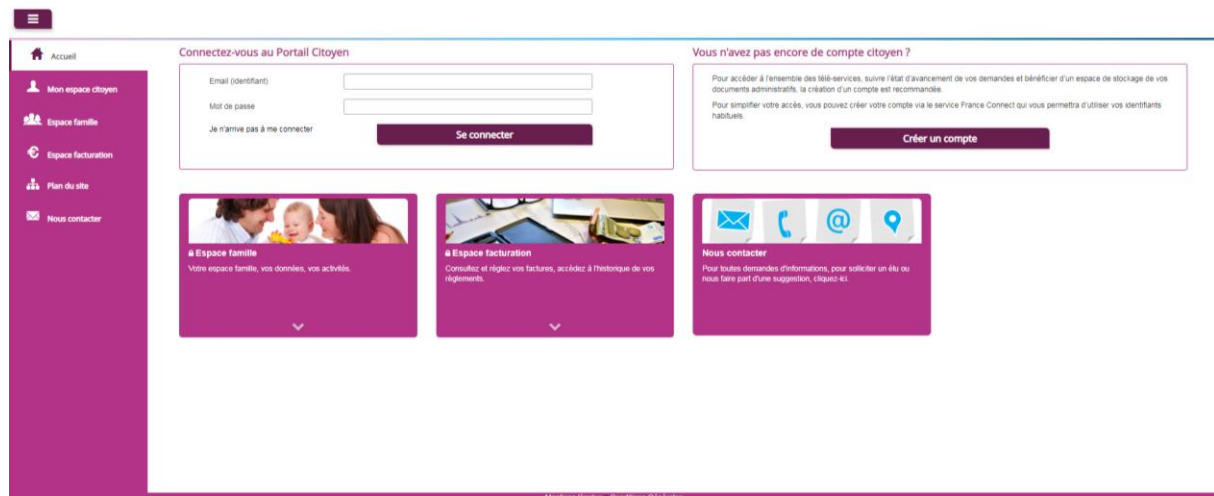 Accueil
Mon espace citoyen
Espace famille
Espace facturation
Plan du site
Nous contacter
Connectez-vous au Portail Citoyen
Email (identifiant)
Mot de passe
Je n'arrive pas à me connecter
Se connecter
Vous n'avez pas encore de compte citoyen ?
Pour accéder à l'ensemble des télé-services, suivre l'état d'avancement de vos demandes et bénéficier d'un espace de stockage de vos
documents administratifs, la création d'un compte est recommandée.
Pour simplifier votre accès, vous pouvez créer votre compte via le service France Connect qui vous permettra d'utiliser vos identifiants
habituels.
Créer un compte
Espace famille
Votre espace famille, vos données, vos activités.
Espace facturation
Consultez et réglez vos factures, accédez à l'historique de vos
règlements.
@
Nous contacter
Pour toutes demandes d'informations, pour solliciter un élu ou
nous faire part d'une suggestion, cliquez-ici.